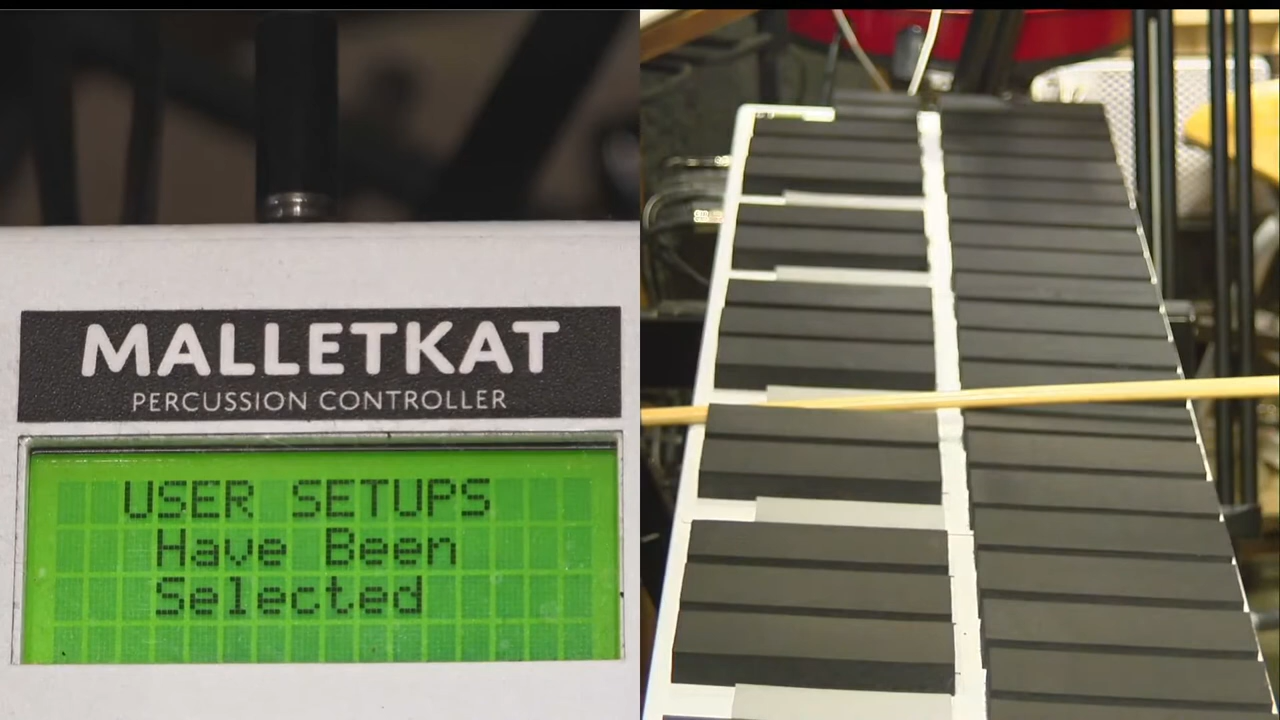 MALLETKAT
PERCUSSION CONTROLLER
USER SETUPS
Have Been
Selected